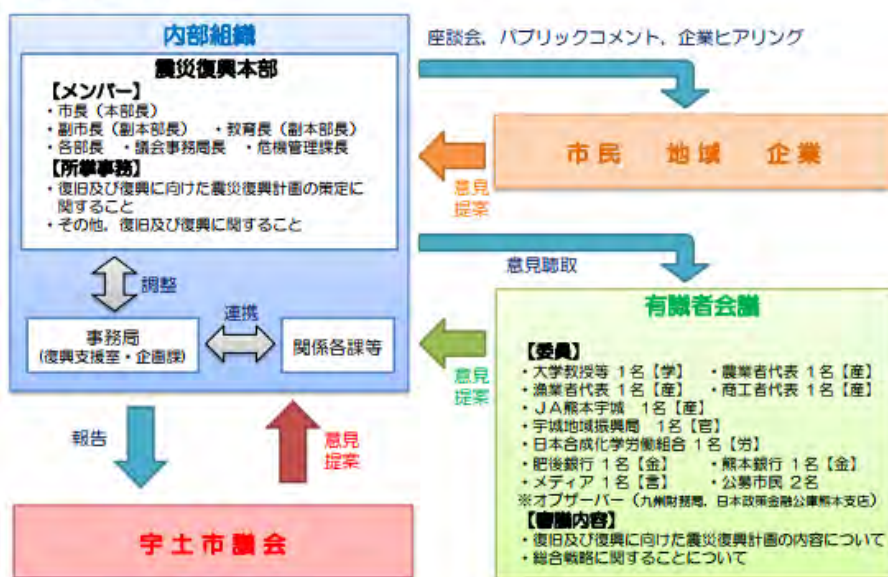 内部組織
震災復興本部
【メンバー】
・市長（本部長）
・副市長（副本部長）　・教育長（副本部長）
・各部長　・議会事務局長　・危機管理課長
【所掌事務】
・復旧及び復興に向けた震災復興計画の策定に
関すること
・その他，復旧及び復興に関すること
調整
事務局
（復興支援室・企画課）
連携
関係各課等
座談会，パブリックコメント，企業ヒアリング
市民　地域　企業
意見
提案
意見聴取
有識者会議
【委員】
・大学教授等 1名【学】　・農業者代表 1名【産】
・漁業者代表 1名【産】　・商工者代表 1名【産】
・ＪＡ熊本宇城　1名【産】
・宇城地域振興局　1名【官】
・日本合成化学労働組合 1名【労】
・肥後銀行 1名【金】　・熊本銀行 1名【金】
・メディア 1名【言】　・公募市民 2名
※オブザーバー（九州財務局，日本政策金融公庫熊本支店）
【審議内容】
・復旧及び復興に向けた震災復興計画の内容について
・総合戦略に関することについて
意見
提案
報告
意見
提案
宇土市議会